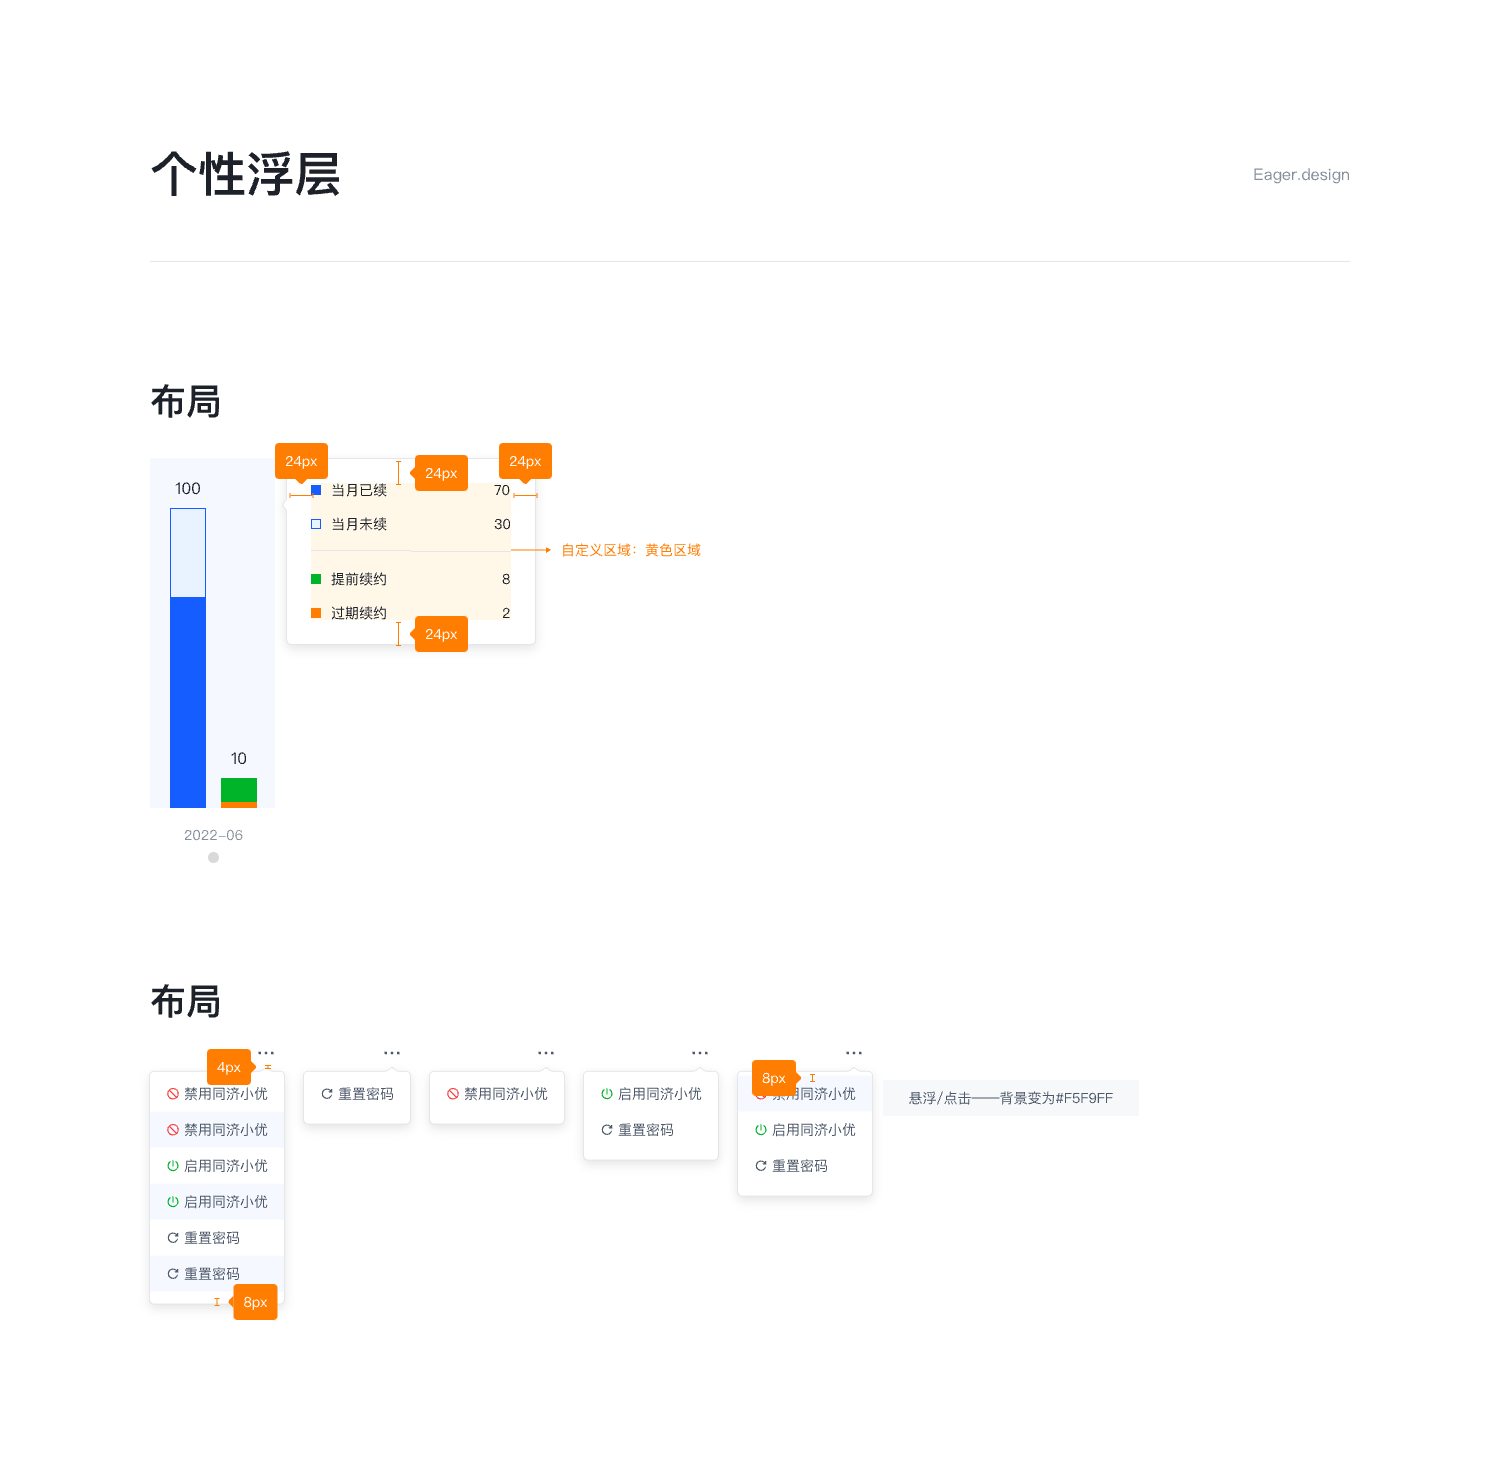 个性浮层
Eager.design
布局
24px
24px
24px
100
当月已续 70
当月未续 30
自定义区域：黄色区域
提前续约 8
过期续约 2
24px
10
2022-06
布局
4px
禁用同济小优
禁用同济小优
启用同济小优
启用同济小优
重置密码
重置密码
8px
重置密码
禁用同济小优
启用同济小优
重置密码
8px
禁用同济小优
启用同济小优
重置密码
悬浮/点击——背景变为#F5F9FF